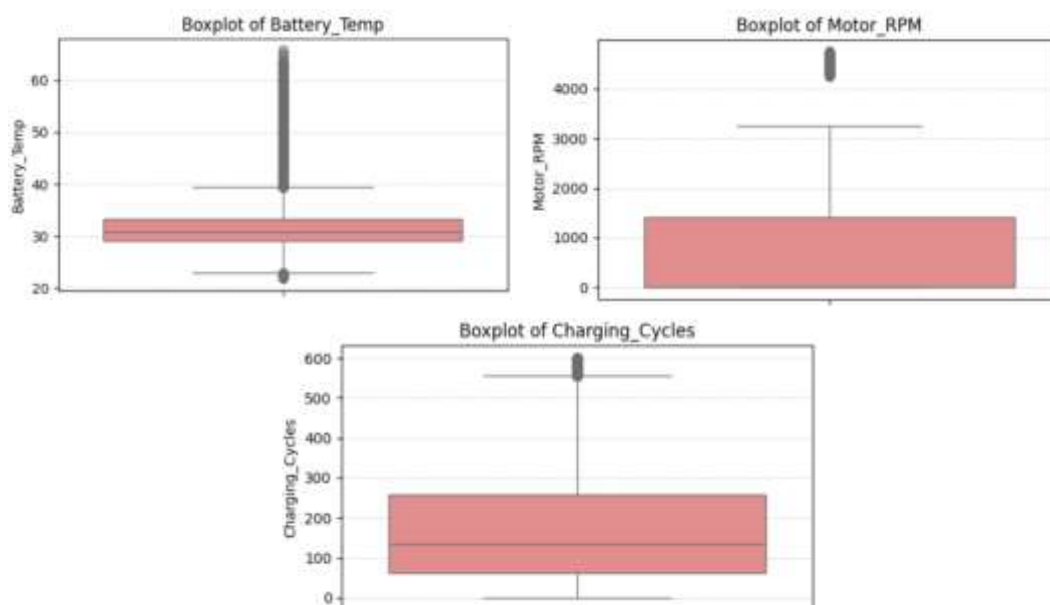 Boxplot of Battery_Temp
Battery_Temp
60
50
40
30
20
Boxplot of Motor_RPM
Motor_RPM
4000
3000
2000
1000
0
Boxplot of Charging_Cycles
Charging_Cycles
600
500
400
300
200
100
0